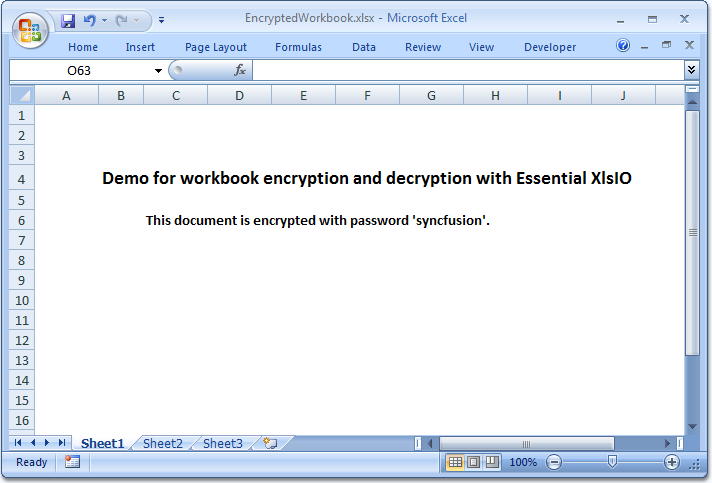 EncryptedWorkbook.xlsx - Microsoft Excel
Home Insert Page Layout Formulas Data Review View Developer
O63 fx
A B C D E F G H I J
1
2
3
4 Demo for workbook encryption and decryption with Essential XlsIO
5
6 This document is encrypted with password 'syncfusion'.
7
8
9
10
11
12
13
14
15
16
Sheet1 Sheet2 Sheet3
Ready 100%